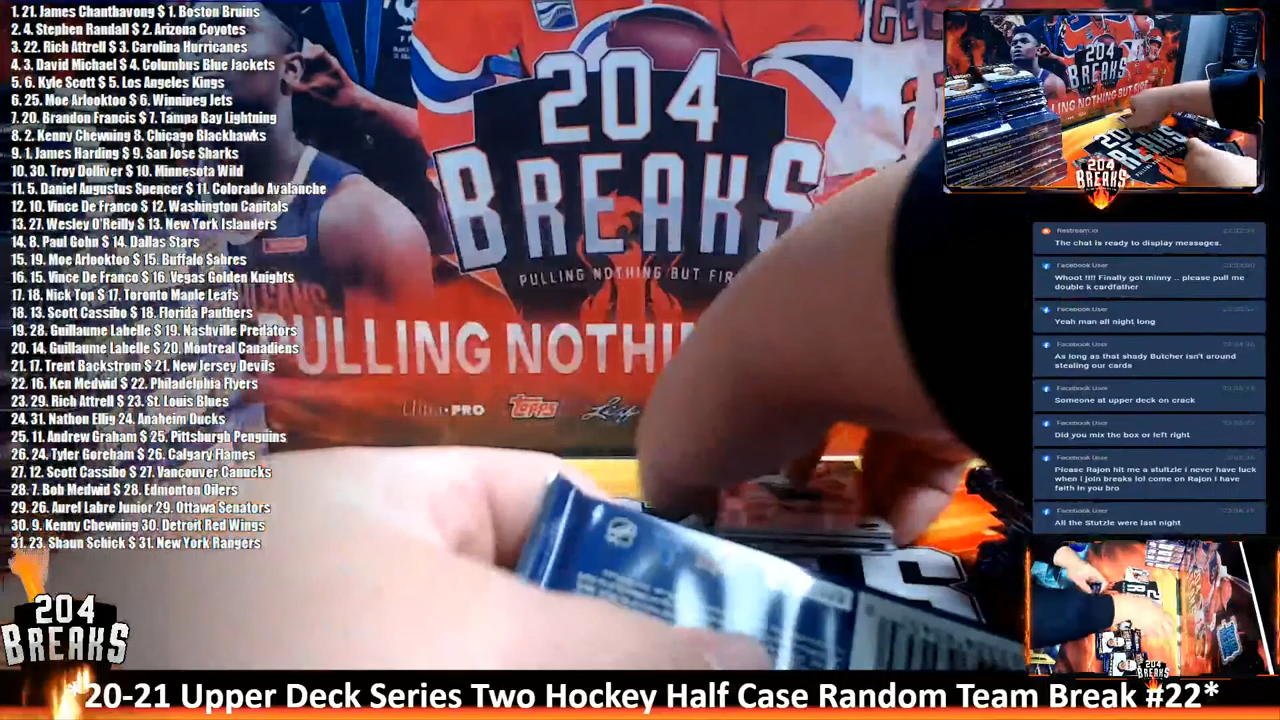 1. 21. James Chanthavong $ 1. Boston Bruins
2. 4. Stephen Randall $ 2. Arizona Coyotes
3. 22. Rich Attrell $ 3. Carolina Hurricanes
4. 3. David Michael $ 4. Columbus Blue Jackets
5. 6. Kyle Scott $ 5. Los Angeles Kings
6. 25. Moe Arlooktoo $ 6. Winnipeg Jets
7. 20. Brandon Francis $ 7. Tampa Bay Lightning
8. 2. Kenny Chewning 8. Chicago Blackhawks
9. 1. James Harding $ 9. San Jose Sharks
10. 30. Troy Dolliver $ 10. Minnesota Wild
11. 5. Daniel Augustus Spencer $ 11. Colorado Avalanche
12. 10. Vince De Franco $ 12. Washington Capitals
13. 27. Wesley O'Reilly $ 13. New York Islanders
14. 8. Paul Gohn $ 14. Dallas Stars
15. 19. Moe Arlooktoo $ 15. Buffalo Sabres
16. 15. Vince De Franco $ 16. Vegas Golden Knights
17. 18. Nick Top $ 17. Toronto Maple Leafs
18. 13. Scott Cassibo $ 18. Florida Panthers
19. 28. Guillaume Labelle $ 19. Nashville Predators
20. 14. Guillaume Labelle $ 20. Montreal Canadiens
21. 17. Trent Backstrom $ 21. New Jersey Devils
22. 16. Ken Medwid $ 22. Philadelphia Flyers
23. 29. Rich Attrell $ 23. St. Louis Blues
24. 31. Nathon Ellig 24. Anaheim Ducks
25. 11. Andrew Graham $ 25. Pittsburgh Penguins
26. 24. Tyler Goreham $ 26. Calgary Flames
27. 12. Scott Cassibo $ 27. Vancouver Canucks
28. 7. Bob Medwid $ 28. Edmonton Oilers
29. 26. Aurel Labre Junior 29. Ottawa Senators
30. 9. Kenny Chewning 30. Detroit Red Wings
31. 23. Shaun Schick $ 31. New York Rangers
204
BREAKS
PULLING NOTHING BUT FIR
ULLING NOTHI
PRO
TOPPS
Leaf
204
BREAKS
LING NOTHING BUT FIRE
204
BREAKS
Restream.io
The chat is ready to display messages.
Facebook User
Whoot !!!! Finally got minny .. please pull me
double k cardfather
Facebook User
Yeah man all night long
Facebook User
As long as that shady Butcher isn't around
stealing our cards
Facebook User
Someone at upper deck on crack
Facebook User
Did you mix the box or left right
Facebook User
Please Rajon hit me a stultzle i never have luck
when i join breaks lol come on Rajon i have
faith in you bro
Facebook User
All the Stutzle were last night
204
BREAKS
204
BREAKS
*20-21 Upper Deck Series Two Hockey Half Case Random Team Break #22*